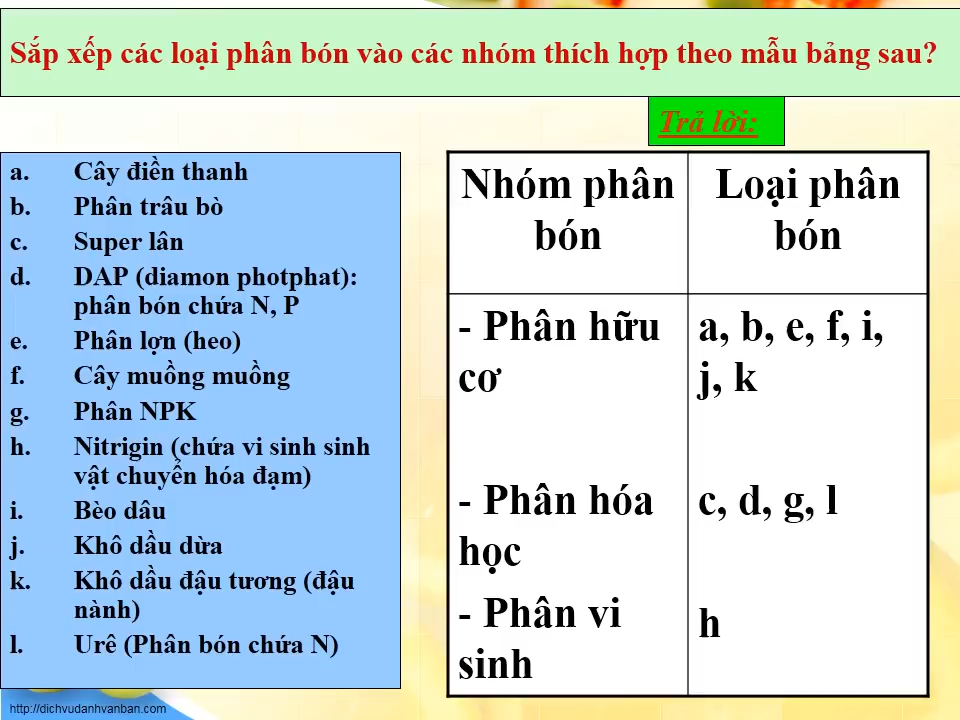 Sắp xếp các loại phân bón vào các nhóm thích hợp theo mẫu bảng sau?
Trả lời:
a. Cây điền thanh
b. Phân trâu bò
c. Super lân
d. DAP (diamon photphat):
phân bón chứa N, P
e. Phân lợn (heo)
f. Cây muồng muồng
g. Phân NPK
h. Nitrigin (chứa vi sinh sinh
vật chuyển hóa đạm)
i. Bèo dâu
j. Khô dầu dừa
k. Khô dầu đậu tương (đậu
nành)
l. Urê (Phân bón chứa N)
Nhóm phân
bón
Loại phân
bón
- Phân hữu
cơ
a, b, e, f, i,
j, k
- Phân hóa
học
c, d, g, l
- Phân vi
sinh
h
http://dichvudanhvanban.com